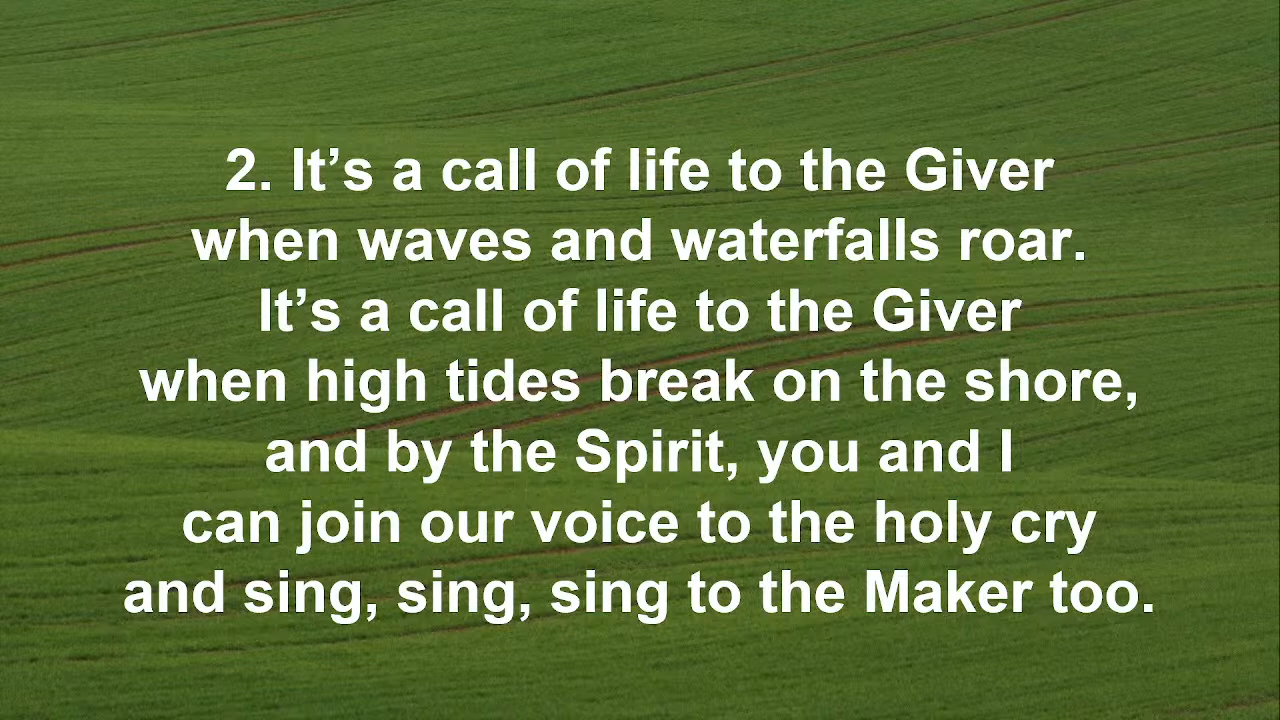 2. It’s a call of life to the Giver
when waves and waterfalls roar.
It’s a call of life to the Giver
when high tides break on the shore,
and by the Spirit, you and I
can join our voice to the holy cry
and sing, sing, sing to the Maker too.